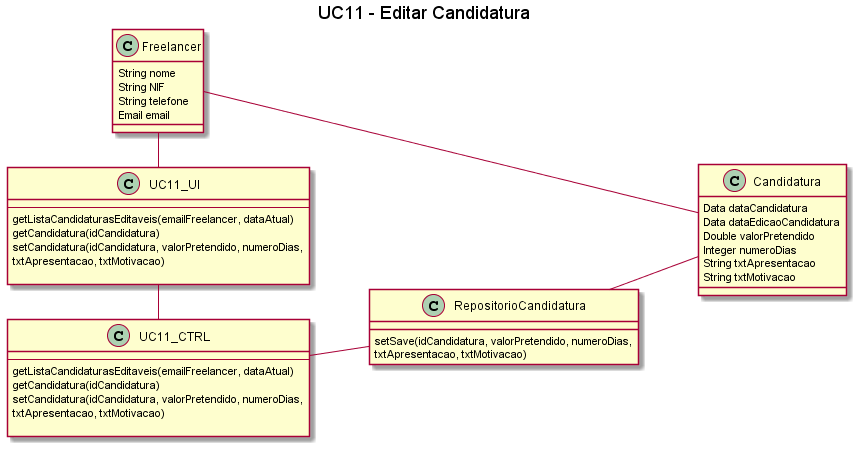 UC11 - Editar Candidatura
C Freelancer
String nome
String NIF
String telefone
Email email
C UC11_UI
getListaCandidaturasEditaveis(emailFreelancer, dataAtual)
getCandidatura(idCandidatura)
setCandidatura(idCandidatura, valorPretendido, numeroDias,
txtApresentacao, txtMotivacao)
C Candidatura
Data dataCandidatura
Data dataEdicaoCandidatura
Double valorPretendido
Integer numeroDias
String txtApresentacao
String txtMotivacao
C RepositorioCandidatura
setSave(idCandidatura, valorPretendido, numeroDias,
txtApresentacao, txtMotivacao)
C UC11_CTRL
getListaCandidaturasEditaveis(emailFreelancer, dataAtual)
getCandidatura(idCandidatura)
setCandidatura(idCandidatura, valorPretendido, numeroDias,
txtApresentacao, txtMotivacao)